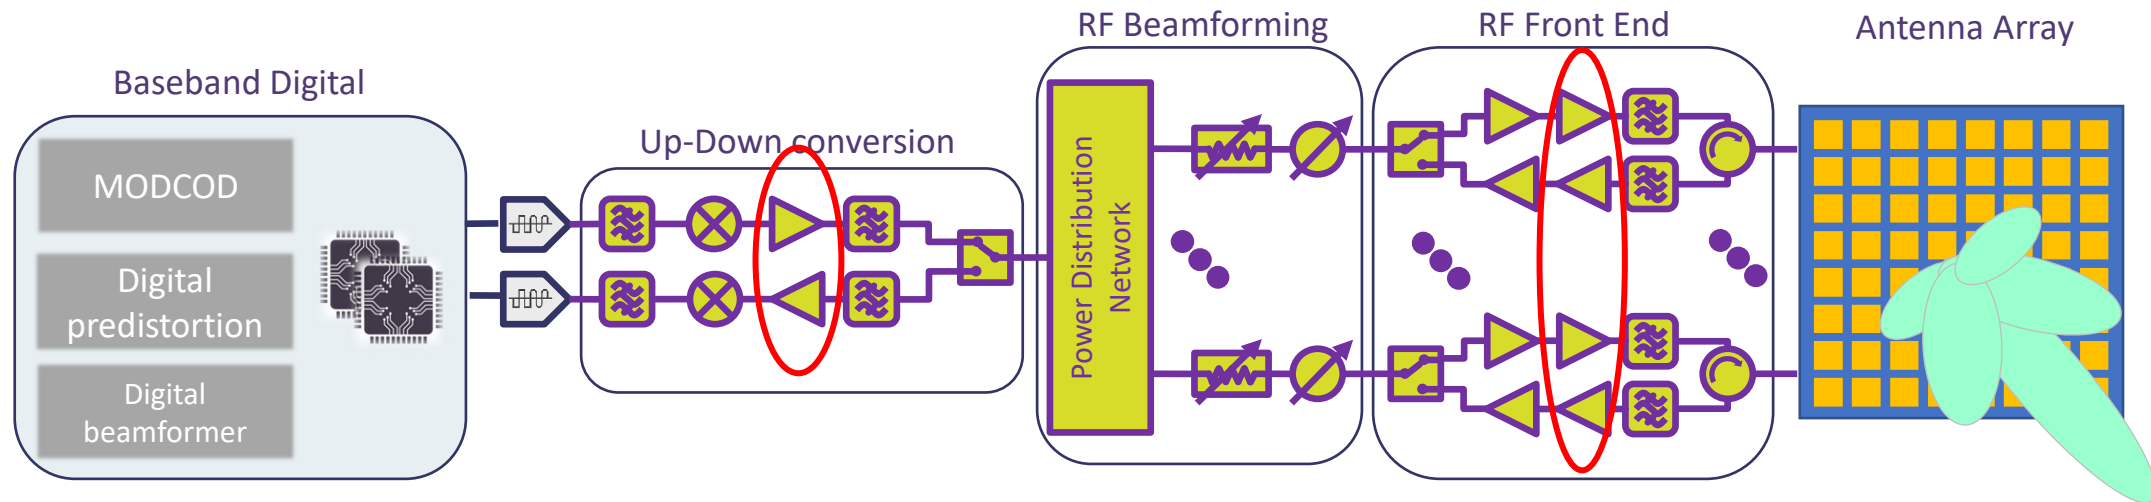 Baseband Digital
MODCOD
Digital
predistortion
Digital
beamformer
Up-Down conversion
RF Beamforming
Power Distribution
Network
RF Front End
Antenna Array